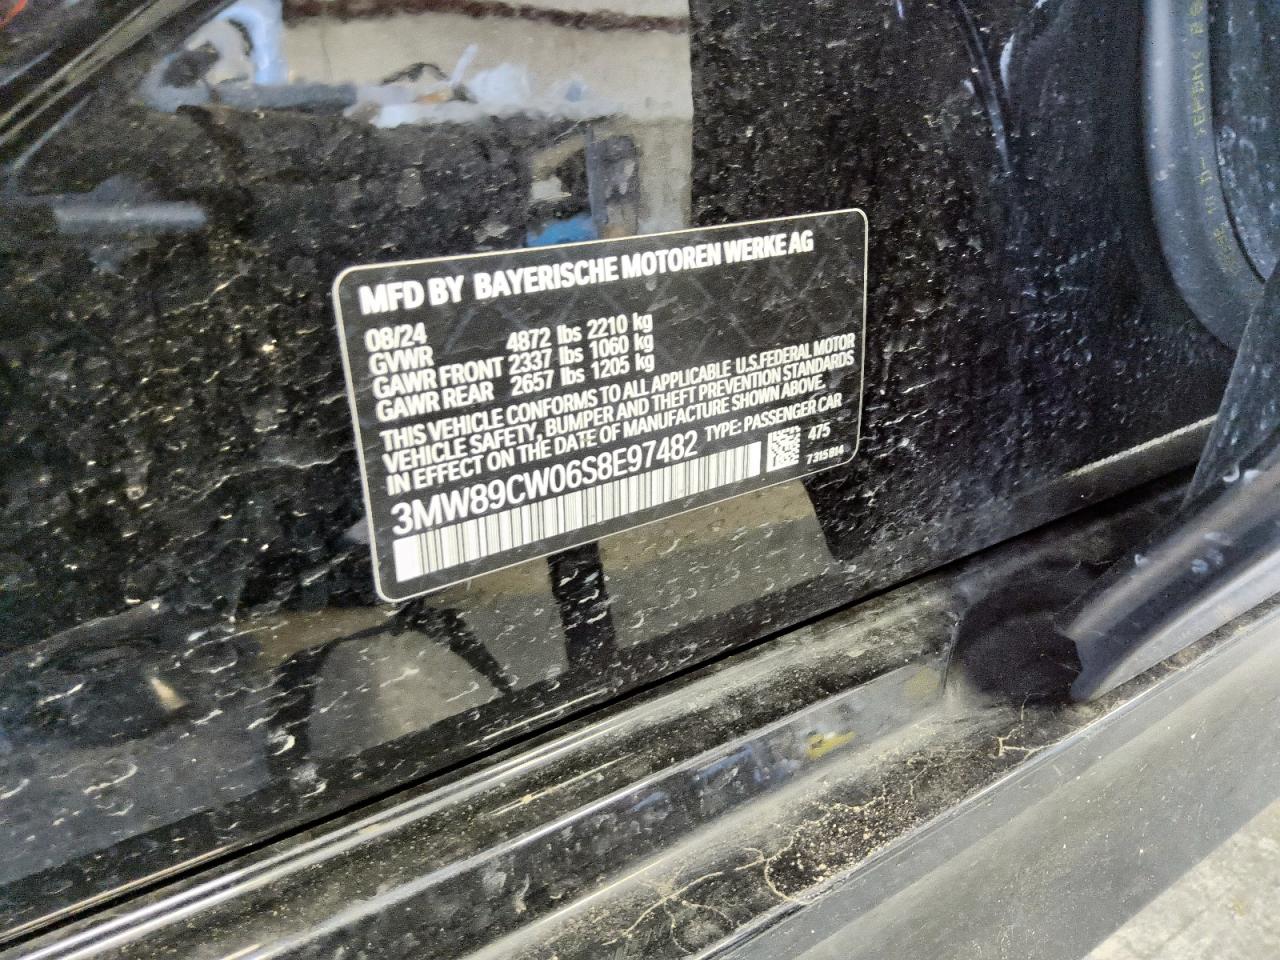 MFD BY BAYERISCHE MOTOREN WERKE AG
08/24
GVWR 4872 lbs 2210 kg
GAWR FRONT 2337 lbs 1060 kg
GAWR REAR 2657 lbs 1205 kg
THIS VEHICLE CONFORMS TO ALL APPLICABLE U.S.FEDERAL MOTOR
VEHICLE SAFETY, BUMPER AND THEFT PREVENTION STANDARDS
IN EFFECT ON THE DATE OF MANUFACTURE SHOWN ABOVE.
3MW89CW06S8E97482 TYPE: PASSENGER CAR
475
7315814